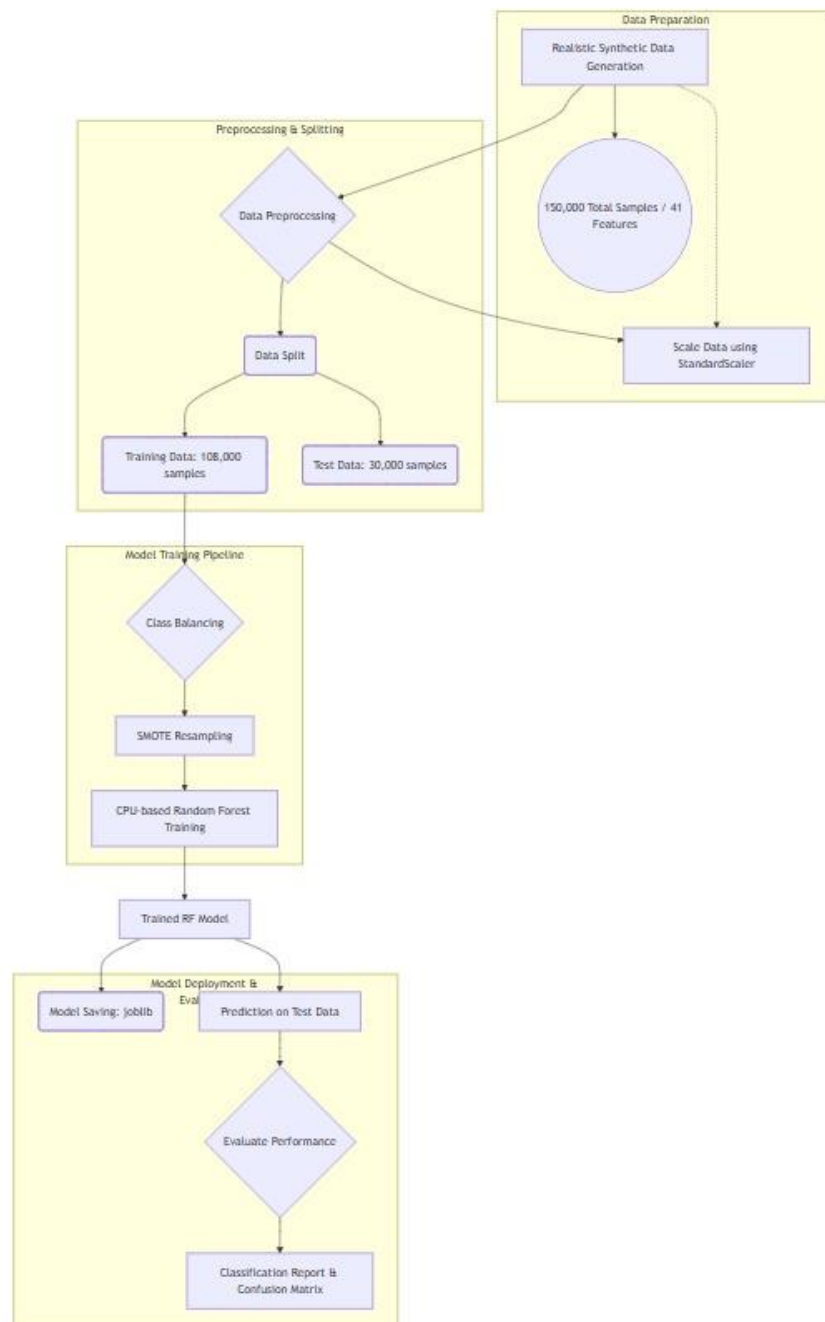 Data Preparation
Realistic Synthetic Data
Generation
Preprocessing & Splitting
Data Preprocessing
150,000 Total Samples / 41
Features
Scale Data using
StandardScaler
Data Split
Training Data: 108,000
samples
Test Data: 30,000 samples
Model Training Pipeline
Class Balancing
SMOTE Resampling
CPU-based Random Forest
Training
Trained RF Model
Model Deployment &
Model Saving: joblib
Prediction on Test Data
Evaluate Performance
Classification Report &
Confusion Matrix